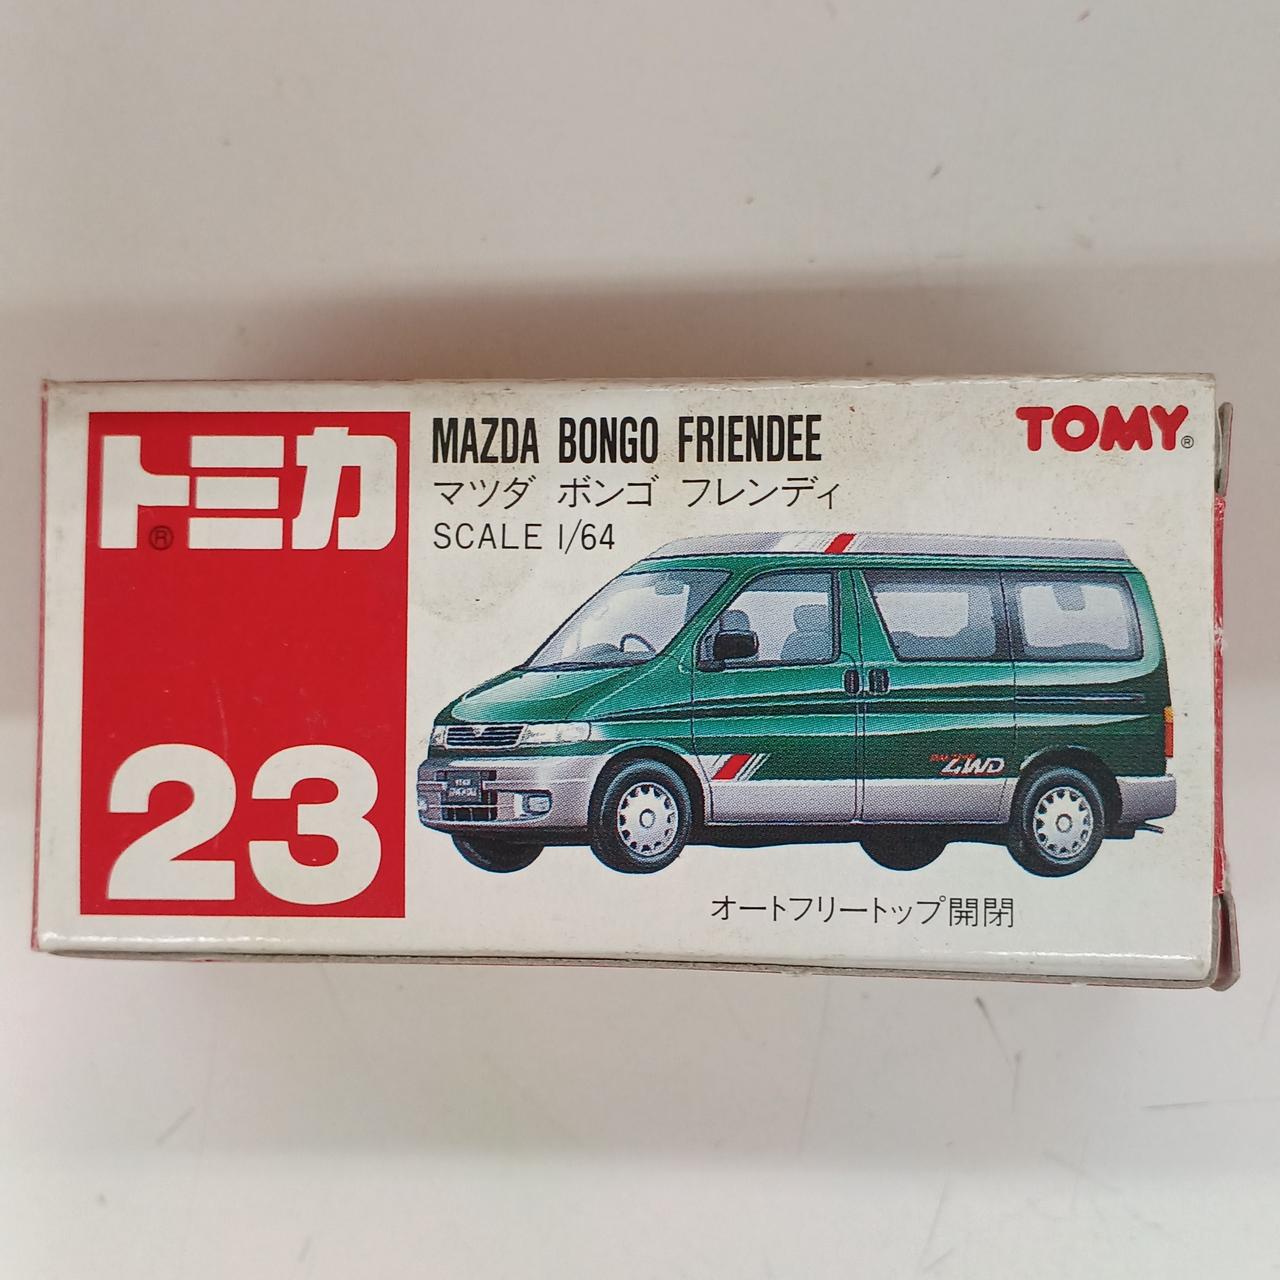 トミカ
®
23
MAZDA BONGO FRIENDEE
マツダ ボンゴ フレンディ
SCALE 1/64
TOMY®
4WD
オートフリートップ開閉